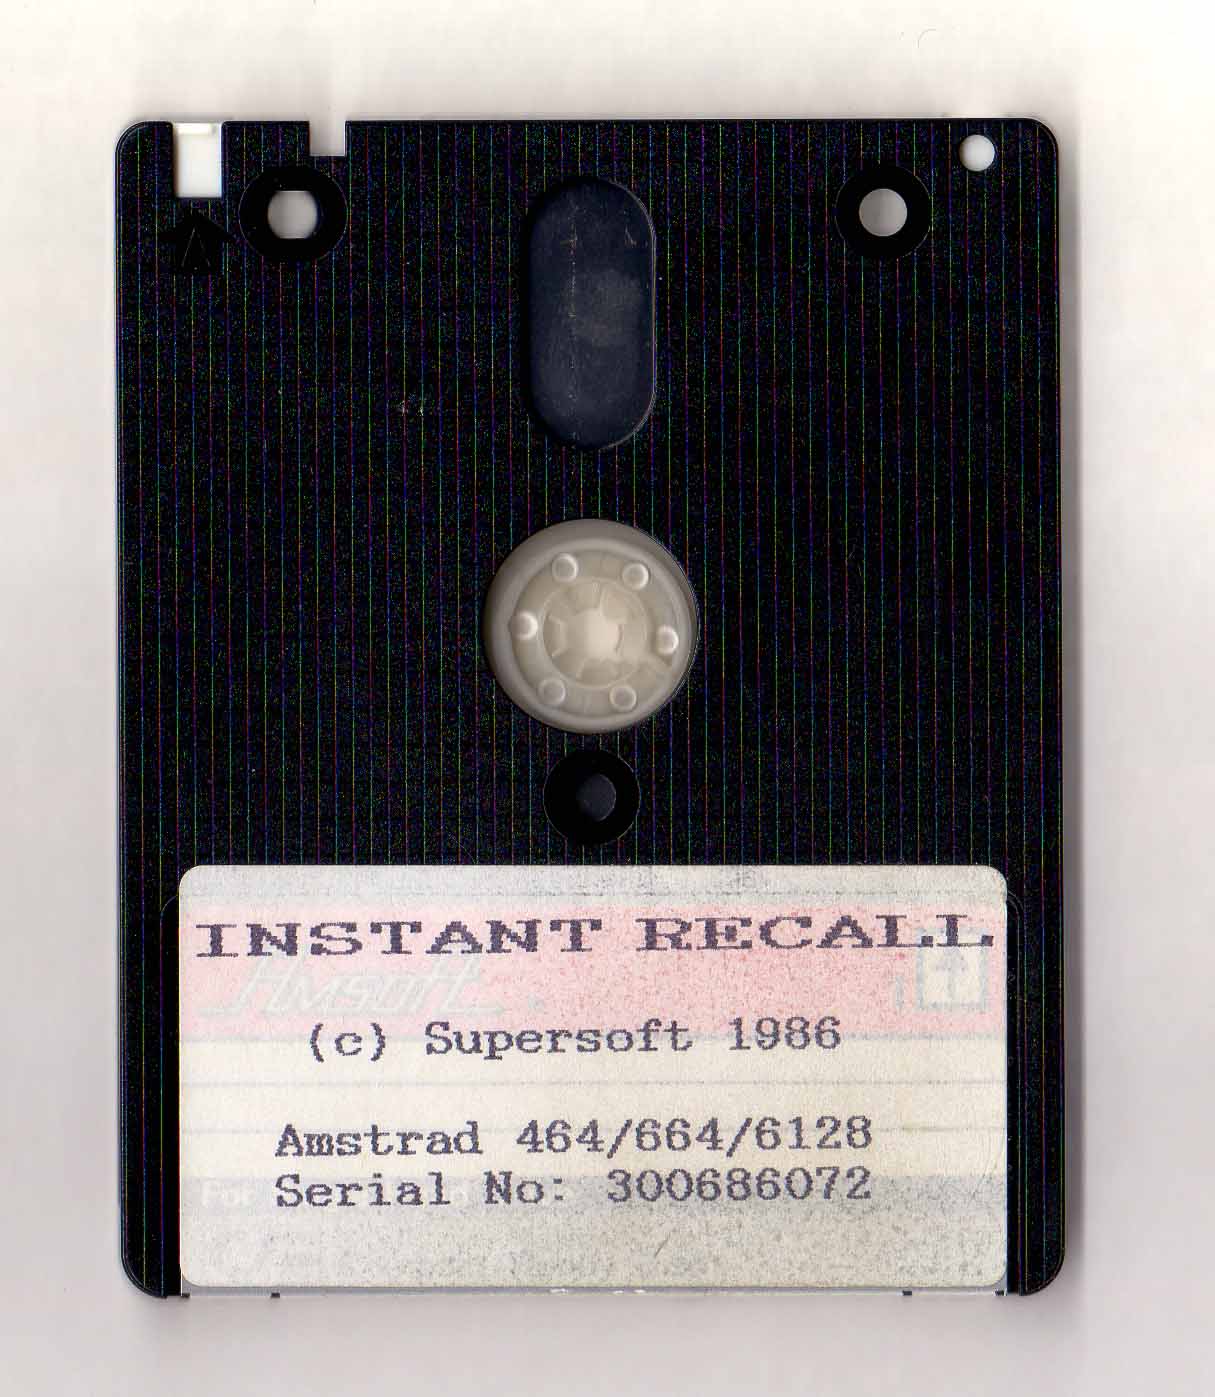 INSTANT RECALL
Amsoft
(c) Supersoft 1986
Amstrad 464/664/6128
Serial No: 300686072